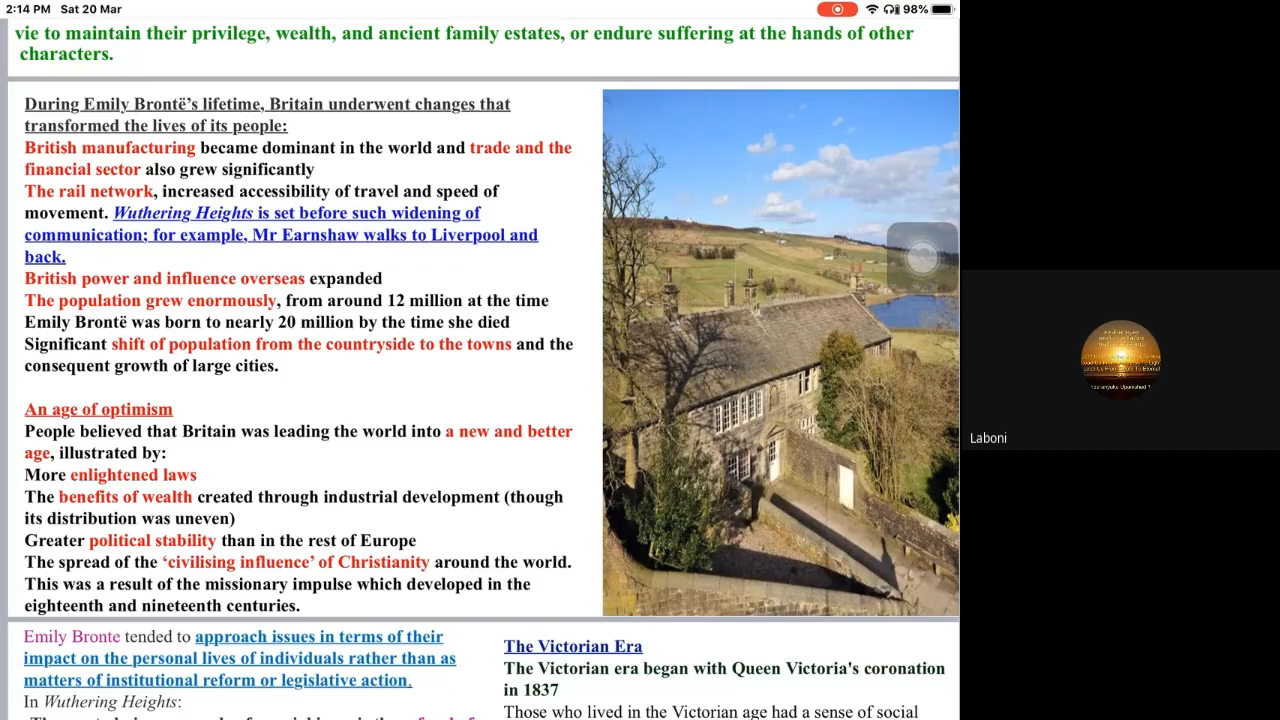 2:14 PM Sat 20 Mar
98%
vie to maintain their privilege, wealth, and ancient family estates, or endure suffering at the hands of other
characters.
During Emily Brontë's lifetime, Britain underwent changes that
transformed the lives of its people:
British manufacturing became dominant in the world and trade and the
financial sector also grew significantly
The rail network, increased accessibility of travel and speed of
movement. Wuthering Heights is set before such widening of
communication; for example, Mr Earnshaw walks to Liverpool and
back.
British power and influence overseas expanded
The population grew enormously, from around 12 million at the time
Emily Brontë was born to nearly 20 million by the time she died
Significant shift of population from the countryside to the towns and the
consequent growth of large cities.
An age of optimism
People believed that Britain was leading the world into a new and better
age, illustrated by:
More enlightened laws
The benefits of wealth created through industrial development (though
its distribution was uneven)
Greater political stability than in the rest of Europe
The spread of the ‘civilising influence’ of Christianity around the world.
This was a result of the missionary impulse which developed in the
eighteenth and nineteenth centuries.
Emily Bronte tended to approach issues in terms of their
impact on the personal lives of individuals rather than as
matters of institutional reform or legislative action.
In Wuthering Heights:
The Victorian Era
The Victorian era began with Queen Victoria's coronation
in 1837
Those who lived in the Victorian age had a sense of social
Laboni